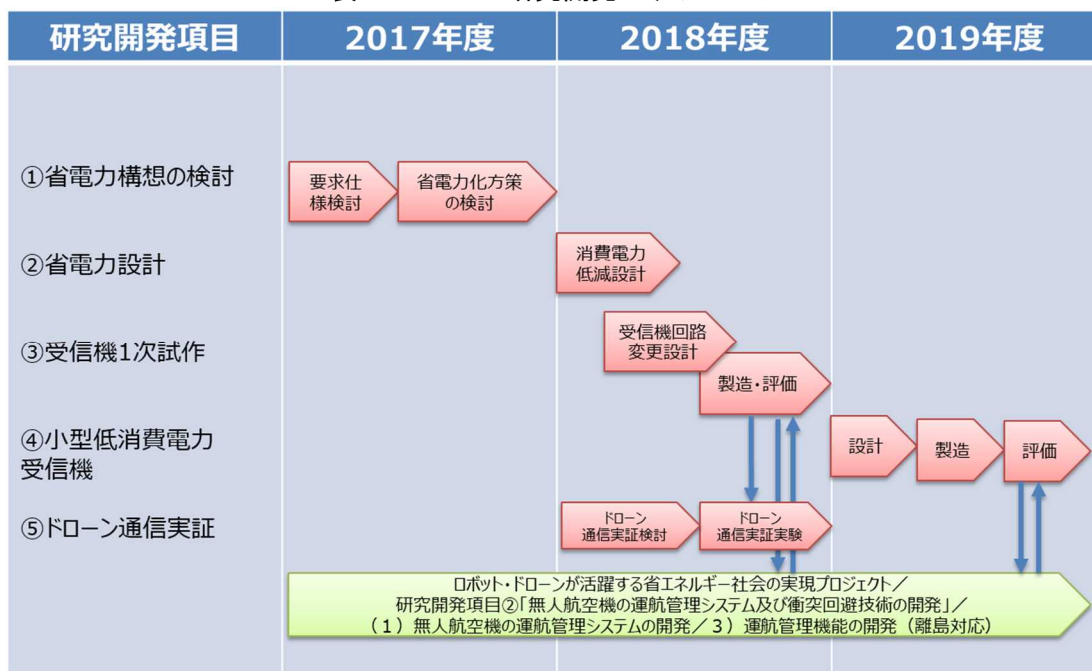 研究開発項目 2017年度 2018年度 2019年度
①省電力構想の検討
要求仕
様検討
省電力化方策
の検討
②省電力設計
消費電力
低減設計
③受信機1次試作
受信機回路
変更設計
製造・評価
④小型低消費電力
受信機
設計
製造
評価
⑤ドローン通信実証
ドローン
通信実証検討
ドローン
通信実証実験
ロボット・ドローンが活躍する省エネルギー社会の実現プロジェクト／
研究開発項目②「無人航空機の運航管理システム及び衝突回避技術の開発」／
（１）無人航空機の運航管理システムの開発／３）運航管理機能の開発（離島対応）